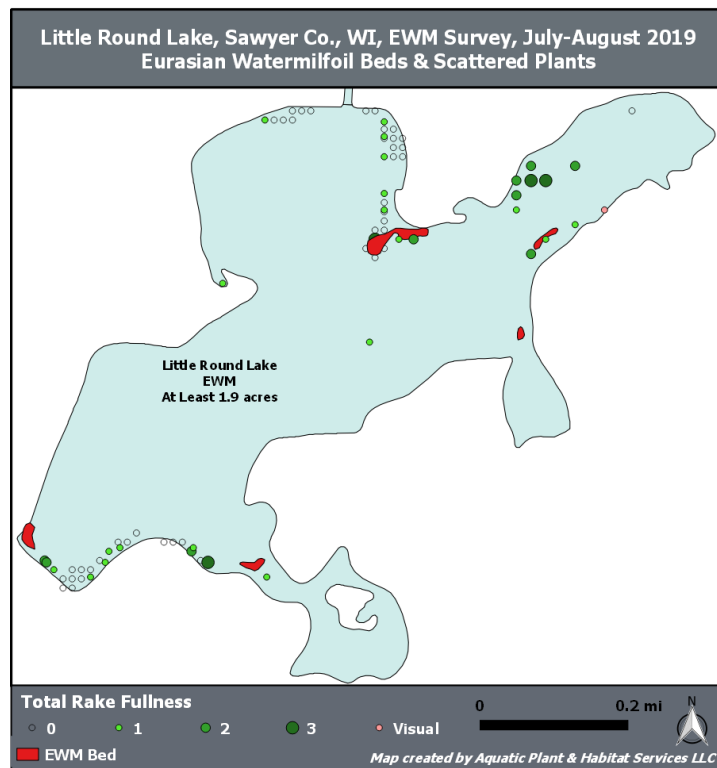 Little Round Lake, Sawyer Co., WI, EWM Survey, July-August 2019
Eurasian Watermilfoil Beds & Scattered Plants
Little Round Lake
EWM
At Least 1.9 acres
Total Rake Fullness
0 1 2 3 Visual
EWM Bed
0 0.2 mi
N
Map created by Aquatic Plant & Habitat Services LLC